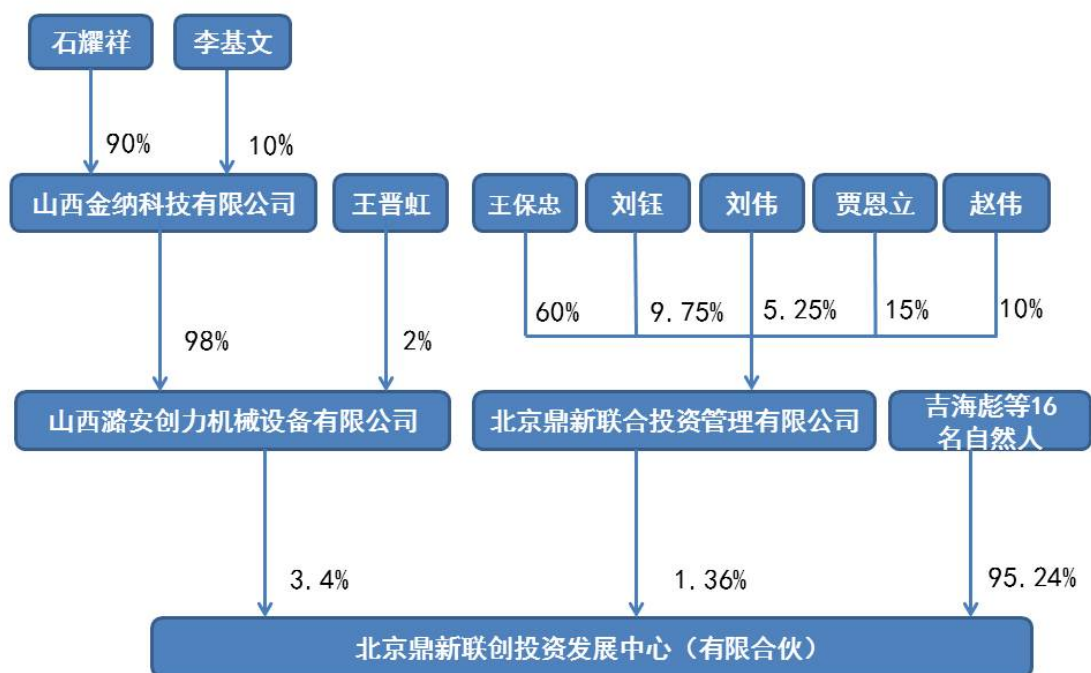 石耀祥
李基文
90%
10%
山西金纳科技有限公司
王晋虹
王保忠
刘钰
刘伟
贾恩立
赵伟
60%
9.75%
5.25%
15%
10%
98%
2%
山西潞安创力机械设备有限公司
北京鼎新联合投资管理有限公司
吉海彪等16
名自然人
3.4%
1.36%
95.24%
北京鼎新联创投资发展中心（有限合伙）